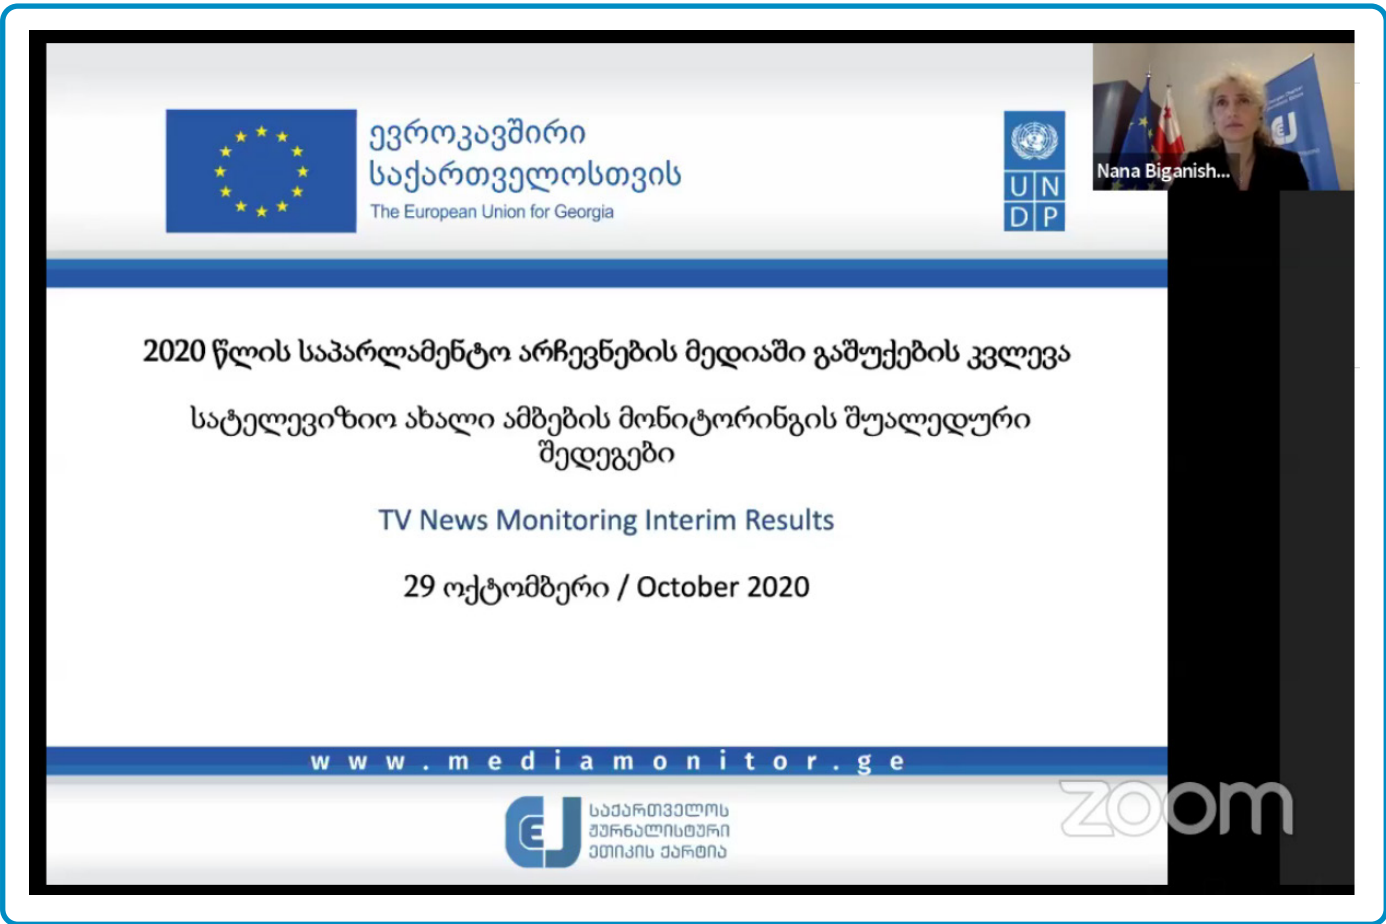 ევროკავშირი
საქართველოსთვის
The European Union for Georgia
U N
D P
Nana Biganish...
2020 წლის საპარლამენტო არჩევნების მედიაში გაშუქების კვლევა
სატელევიზიო ახალი ამბების მონიტორინგის შუალედური
შედეგები
TV News Monitoring Interim Results
29 ოქტომბერი / October 2020
www.mediamonitor.ge
საქართველოს
ჟურნალისტური
ეთიკის ქარტია
zoom